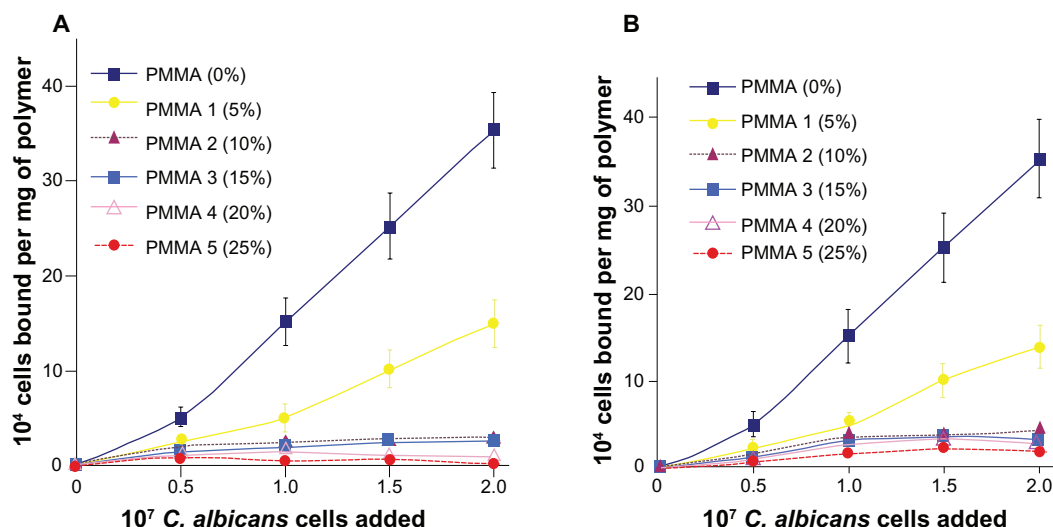 A
10⁴ cells bound per mg of polymer
40
30
20
10
0
PMMA (0%)
PMMA 1 (5%)
PMMA 2 (10%)
PMMA 3 (15%)
PMMA 4 (20%)
PMMA 5 (25%)
0 0.5 1.0 1.5 2.0
10⁷ C. albicans cells added
B
10⁴ cells bound per mg of polymer
40
30
20
10
0
PMMA (0%)
PMMA 1 (5%)
PMMA 2 (10%)
PMMA 3 (15%)
PMMA 4 (20%)
PMMA 5 (25%)
0 0.5 1.0 1.5 2.0
10⁷ C. albicans cells added